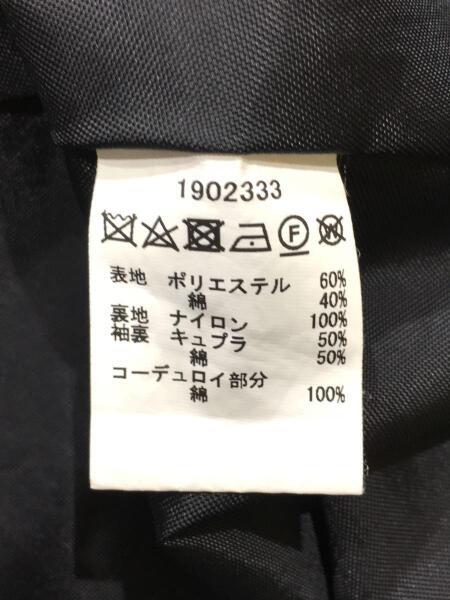 1902333
F W
表地 ポリエステル 60%
綿 40%
裏地 ナイロン 100%
袖裏 キュプラ 50%
綿 50%
コーデュロイ部分
綿 100%